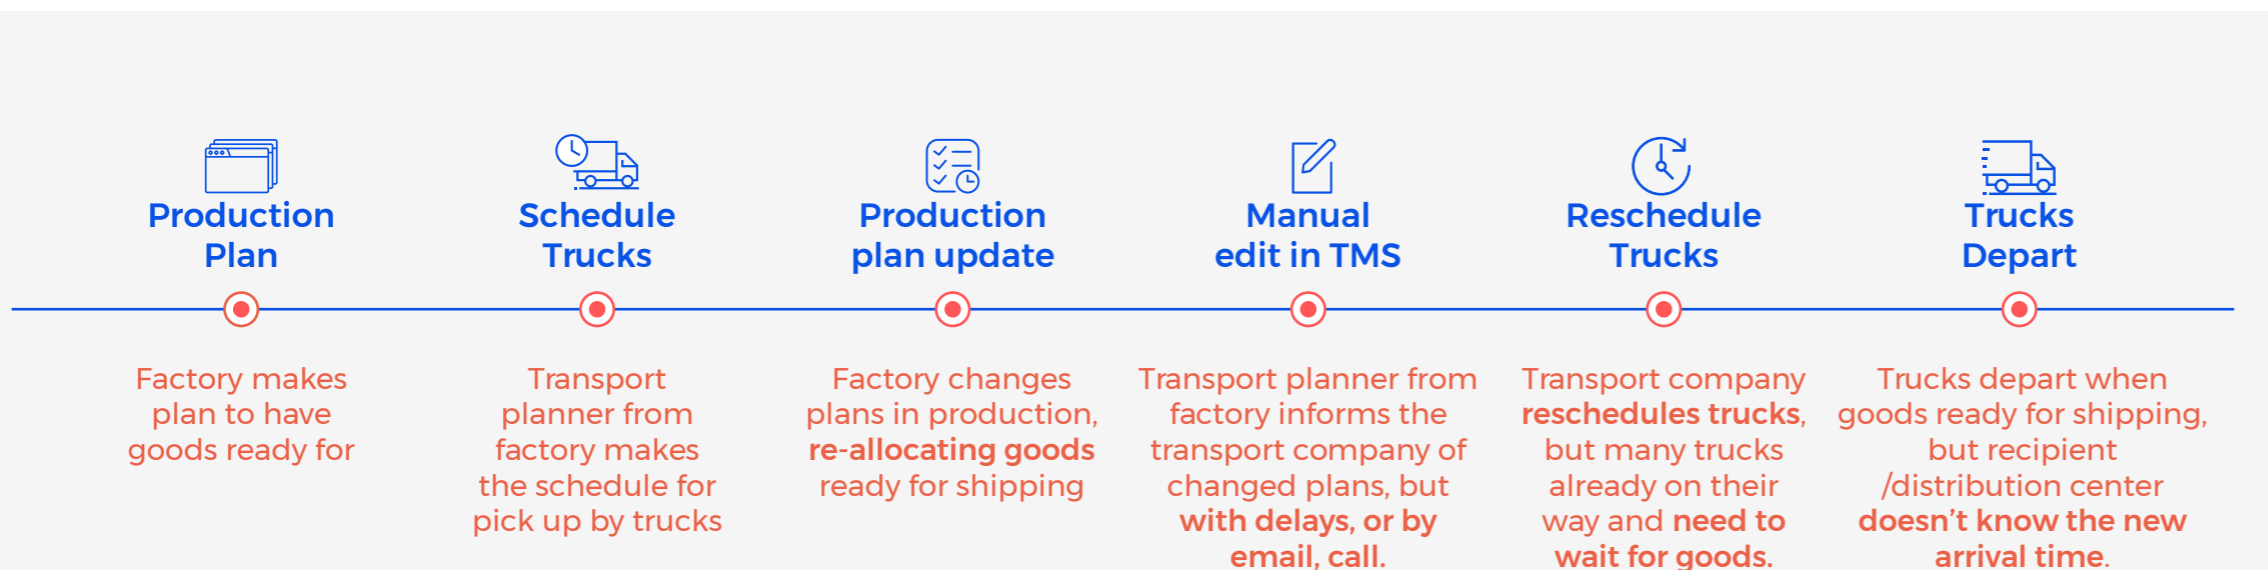 Production
Plan
Factory makes
plan to have
goods ready for
Schedule
Trucks
Transport
planner from
factory makes
the schedule for
pick up by trucks
Production
plan update
Factory changes
plans in production,
re-allocating goods
ready for shipping
Manual
edit in TMS
Transport planner from
factory informs the
transport company of
changed plans, but
with delays, or by
email, call.
Reschedule
Trucks
Transport company
reschedules trucks,
but many trucks
already on their
way and need to
wait for goods.
Trucks
Depart
Trucks depart when
goods ready for shipping,
but recipient
/distribution center
doesn’t know the new
arrival time.